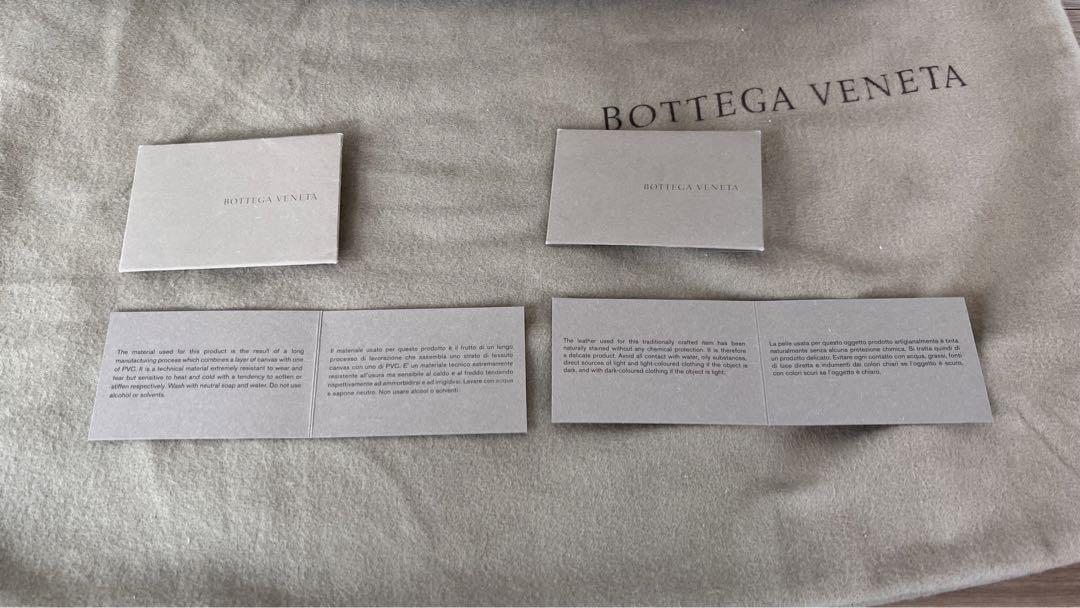 BOTTEGA VENETA
BOTTEGA VENETA
BOTTEGA VENETA
The material used for this product is the result of a long
manufacturing process which combines a layer of canvas with one
of PVC. It is a technical material extremely resistant to wear and
tear but sensitive to heat and cold with a tendency to soften or
stiffen respectively. Wash with neutral soap and water. Do not use
alcohol or solvents.
Il materiale usato per questo prodotto è il frutto di un lungo
processo di lavorazione che assembla uno strato di tessuto
canvas con uno di PVC. E' un materiale tecnico estremamente
resistente all'usura ma sensibile al caldo e al freddo tendendo
rispettivamente ad ammorbidirsi e ad irrigidirsi. Lavare con acqua
e sapone neutro. Non usare alcool o solventi.
The leather used for this traditionally crafted item has been
naturally stained without any chemical protection. It is therefore
a delicate product. Avoid all contact with water, oily substances,
direct sources of light and light-coloured clothing if the object is
dark, and with dark-coloured clothing if the object is light.
La pelle usata per questo oggetto prodotto artigianalmente è tinta
naturalmente senza alcuna protezione chimica. Si tratta quindi di
un prodotto delicato. Evitare ogni contatto con acqua, grassi, fonti
di luce diretta e indumenti dai colori chiari se l'oggetto è scuro,
con colori scuri se l'oggetto è chiaro.